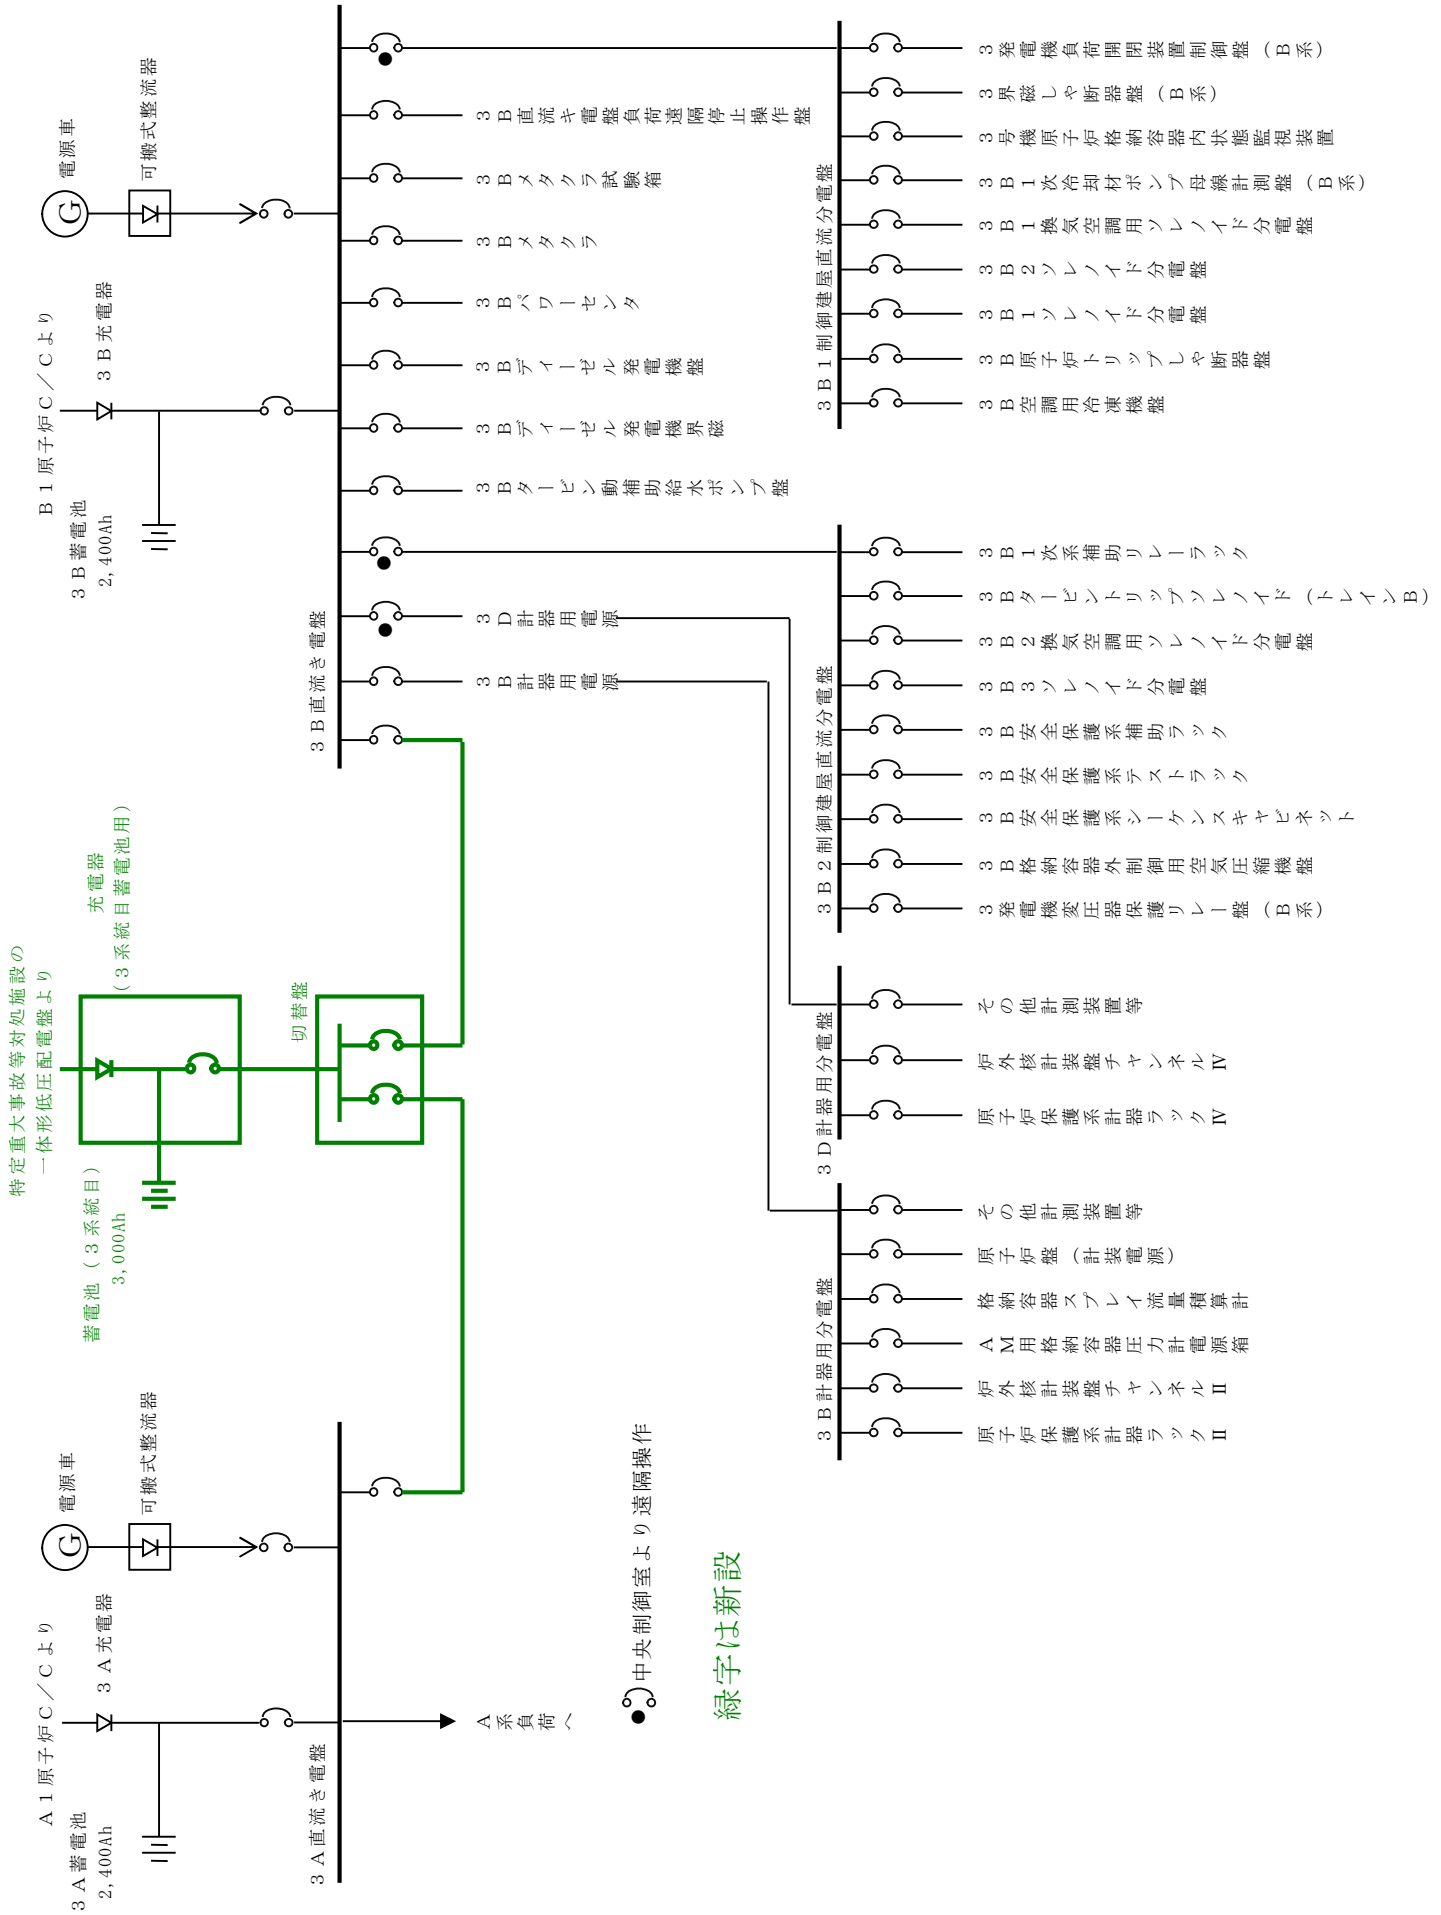 A1原子炉C／Cより
3A充電器
3A蓄電池
2,400Ah
電源車
G
可搬式整流器
3A直流き電盤
A系負荷へ
特定重大事故等対処施設の
一体形低圧配電盤より
充電器
(3系統目蓄電池用)
蓄電池(3系統目)
3,000Ah
切替盤
B1原子炉C／Cより
3B充電器
3B蓄電池
2,400Ah
電源車
G
可搬式整流器
3B直流き電盤
3B計器用電源
3D計器用電源
3Bタービン動補助給水ポンプ盤
3Bディーゼル発電機界磁
3Bディーゼル発電機盤
3Bパワーセンタ
3Bメタクラ
3Bメタクラ試験箱
3B直流キ電盤負荷遠隔停止操作盤
中央制御室より遠隔操作
緑字は新設
3B計器用分電盤
原子炉保護系計器ラックⅡ
炉外核計装盤チャンネルⅡ
AM用格納容器圧力計電源箱
格納容器スプレイ流量積算計
原子炉盤(計装電源)
その他計測装置等
3D計器用分電盤
原子炉保護系計器ラックⅣ
炉外核計装盤チャンネルⅣ
その他計測装置等
3B2制御建屋直流分電盤
3発電機変圧器保護リレー盤(B系)
3B格納容器外制御用空気圧縮機盤
3B安全保護系シーケンスキャビネット
3B安全保護系テストラック
3B安全保護系補助ラック
3B3ソレノイド分電盤
3B2換気空調用ソレノイド分電盤
3Bタービントリップソレノイド(トレインB)
3B1次系補助リレーラック
3B1制御建屋直流分電盤
3B空調用冷凍機盤
3B原子炉トリップしや断器盤
3B1ソレノイド分電盤
3B2ソレノイド分電盤
3B1換気空調用ソレノイド分電盤
3B1次冷却材ポンプ母線計測盤(B系)
3号機原子炉格納容器内状態監視装置
3界磁しや断器盤(B系)
3発電機負荷開閉装置制御盤(B系)